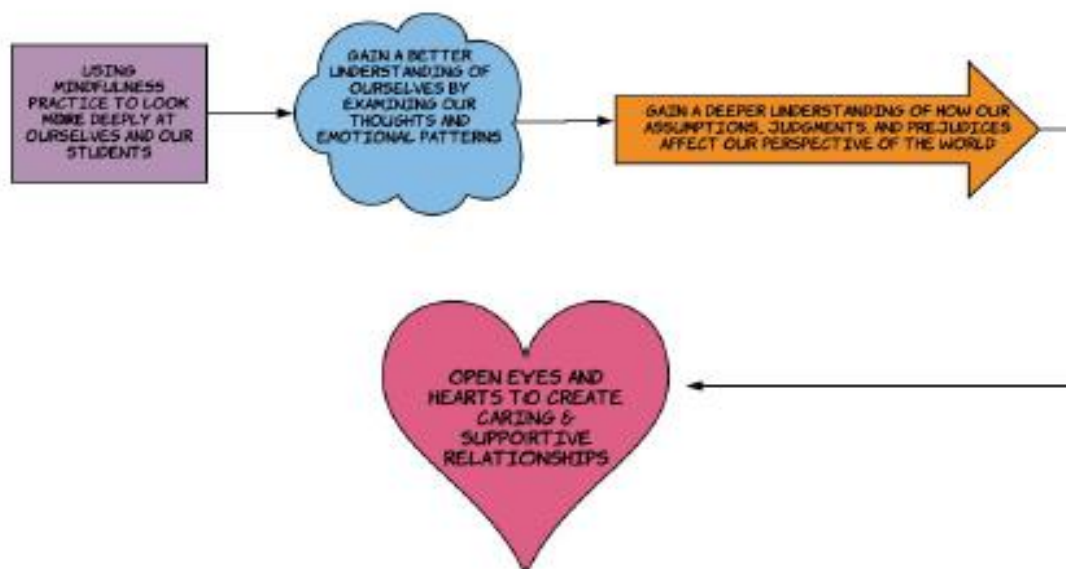 USING
MINDFULNESS
PRACTICE TO LOOK
MORE DEEPLY AT
OURSELVES AND OUR
STUDENTS
GAIN A BETTER
UNDERSTANDING OF
OURSELVES BY
EXAMINING OUR
THOUGHTS AND
EMOTIONAL PATTERNS
GAIN A DEEPER UNDERSTANDING OF HOW OUR
ASSUMPTIONS, JUDGMENTS, AND PREJUDICES
AFFECT OUR PERSPECTIVE OF THE WORLD
OPEN EYES AND
HEARTS TO CREATE
CARING &
SUPPORTIVE
RELATIONSHIPS